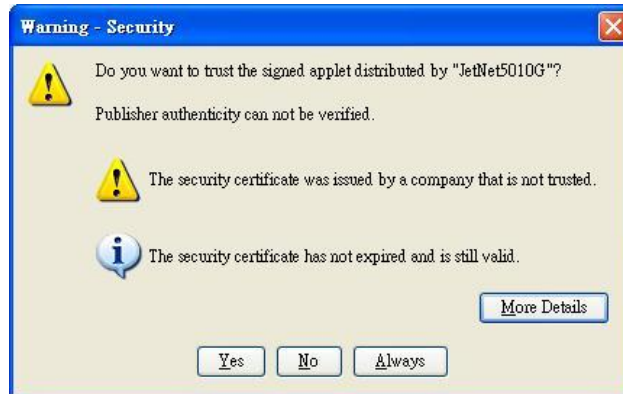 Warning - Security
Do you want to trust the signed applet distributed by "JetNet5010G"?
Publisher authenticity can not be verified.
The security certificate was issued by a company that is not trusted.
The security certificate has not expired and is still valid.
More Details
Yes No Always